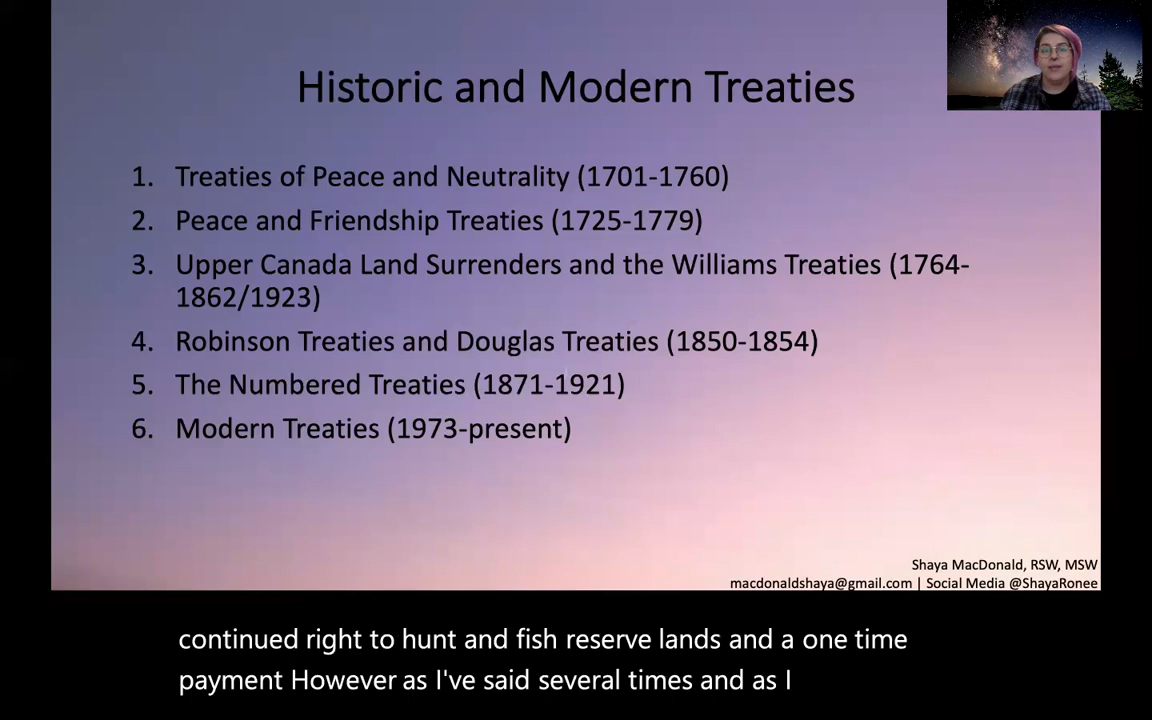 Historic and Modern Treaties
1. Treaties of Peace and Neutrality (1701-1760)
2. Peace and Friendship Treaties (1725-1779)
3. Upper Canada Land Surrenders and the Williams Treaties (1764-
1862/1923)
4. Robinson Treaties and Douglas Treaties (1850-1854)
5. The Numbered Treaties (1871-1921)
6. Modern Treaties (1973-present)
Shaya MacDonald, RSW, MSW
macdonaldshaya@gmail.com | Social Media @ShayaRonee
continued right to hunt and fish reserve lands and a one time
payment However as I've said several times and as I